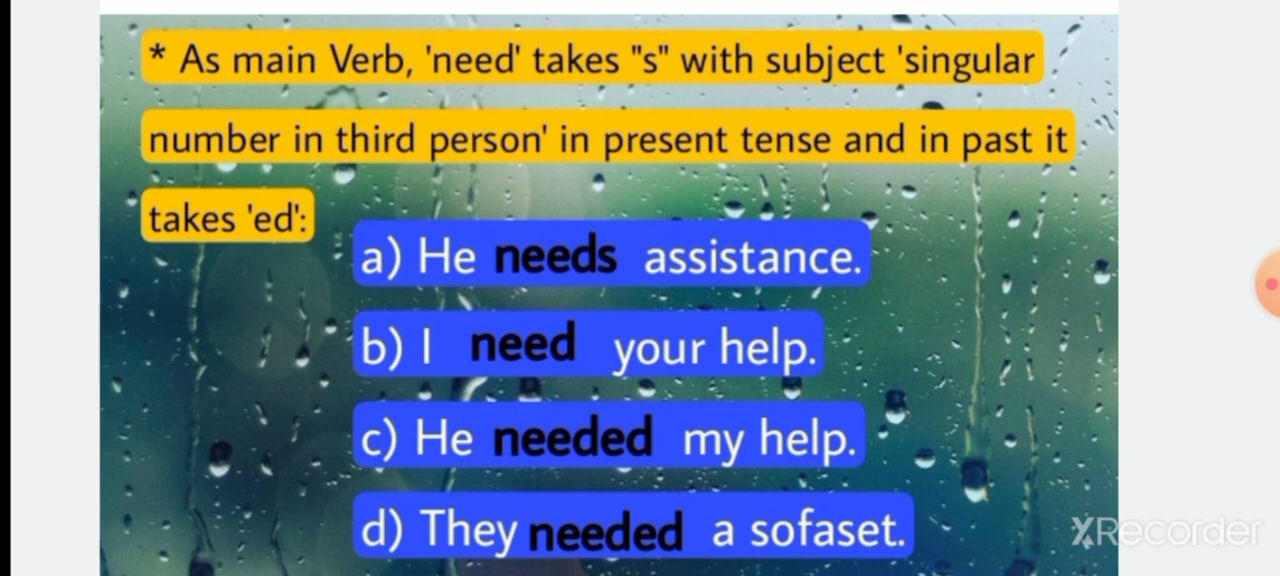 * As main Verb, 'need' takes "s" with subject 'singular
number in third person' in present tense and in past it
takes 'ed':
a) He needs assistance.
b) I need your help.
c) He needed my help.
d) They needed a sofaset.
XRecorder